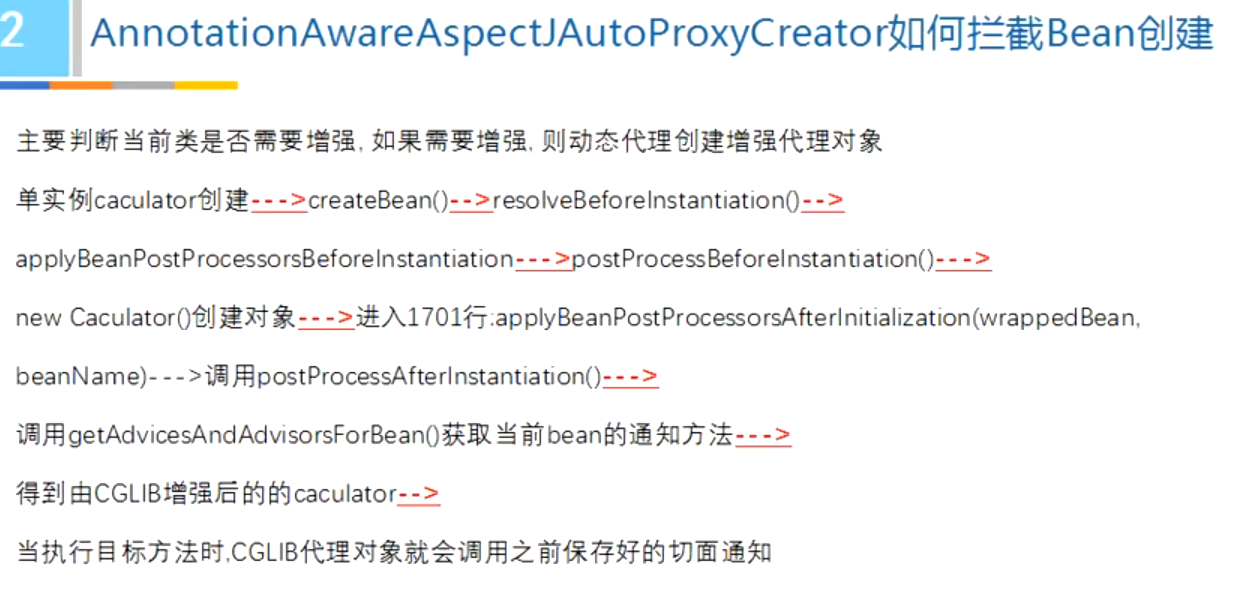 2
AnnotationAwareAspectJAutoProxyCreator如何拦截Bean创建
主要判断当前类是否需要增强, 如果需要增强, 则动态代理创建增强代理对象
单实例caculator创建--->createBean()-->resolveBeforeInstantiation()-->
applyBeanPostProcessorsBeforeInstantiation--->postProcessBeforeInstantiation()--->
new Caculator()创建对象--->进入1701行:applyBeanPostProcessorsAfterInitialization(wrappedBean,
beanName)--->调用postProcessAfterInstantiation()--->
调用getAdvicesAndAdvisorsForBean()获取当前bean的通知方法--->
得到由CGLIB增强后的的caculator-->
当执行目标方法时,CGLIB代理对象就会调用之前保存好的切面通知